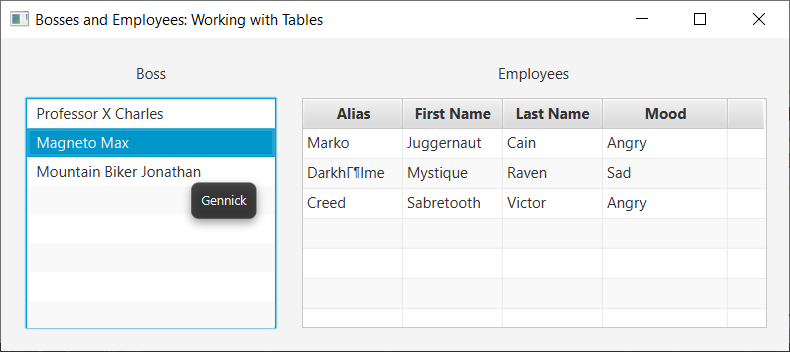 Bosses and Employees: Working with Tables
Boss
Employees
Professor X Charles
Magneto Max
Mountain Biker Jonathan
Gennick
Alias First Name Last Name Mood
Marko Juggernaut Cain Angry
DarkhГ¶lme Mystique Raven Sad
Creed Sabretooth Victor Angry